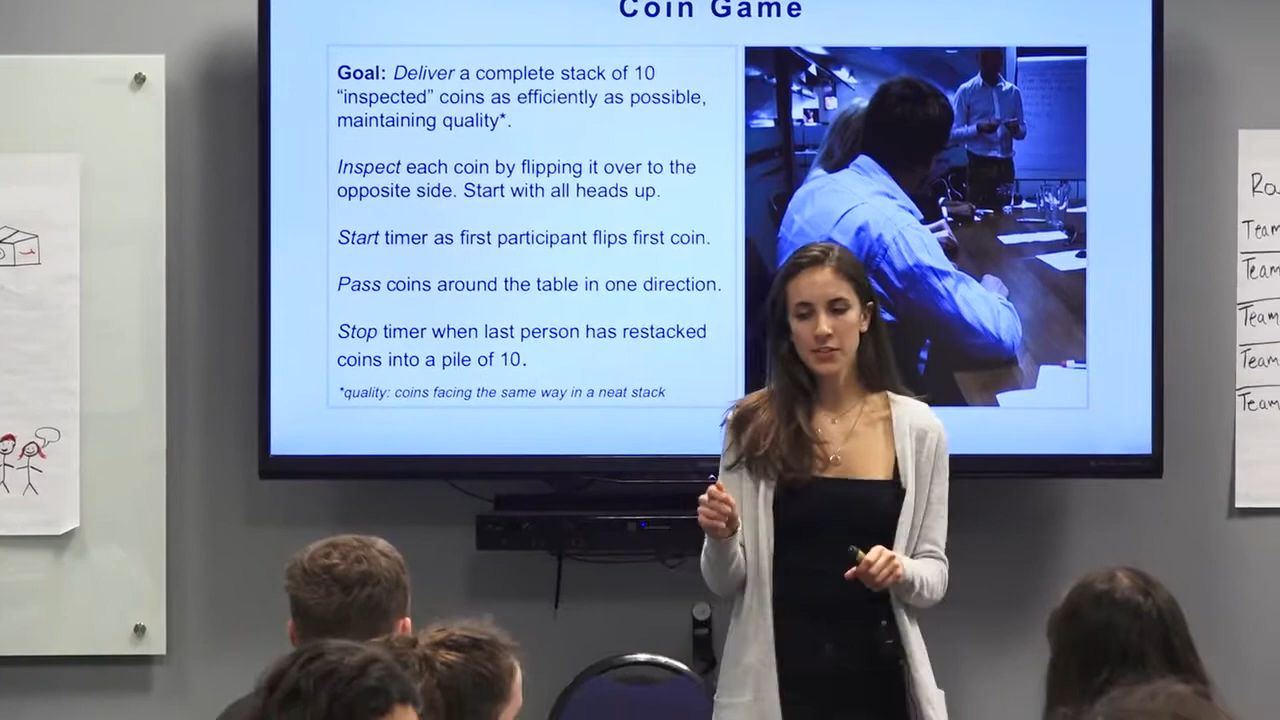 Coin Game
Goal: Deliver a complete stack of 10
“inspected” coins as efficiently as possible,
maintaining quality*.
Inspect each coin by flipping it over to the
opposite side. Start with all heads up.
Start timer as first participant flips first coin.
Pass coins around the table in one direction.
Stop timer when last person has restacked
coins into a pile of 10.
*quality: coins facing the same way in a neat stack
Team
Team
Team
Team
Team